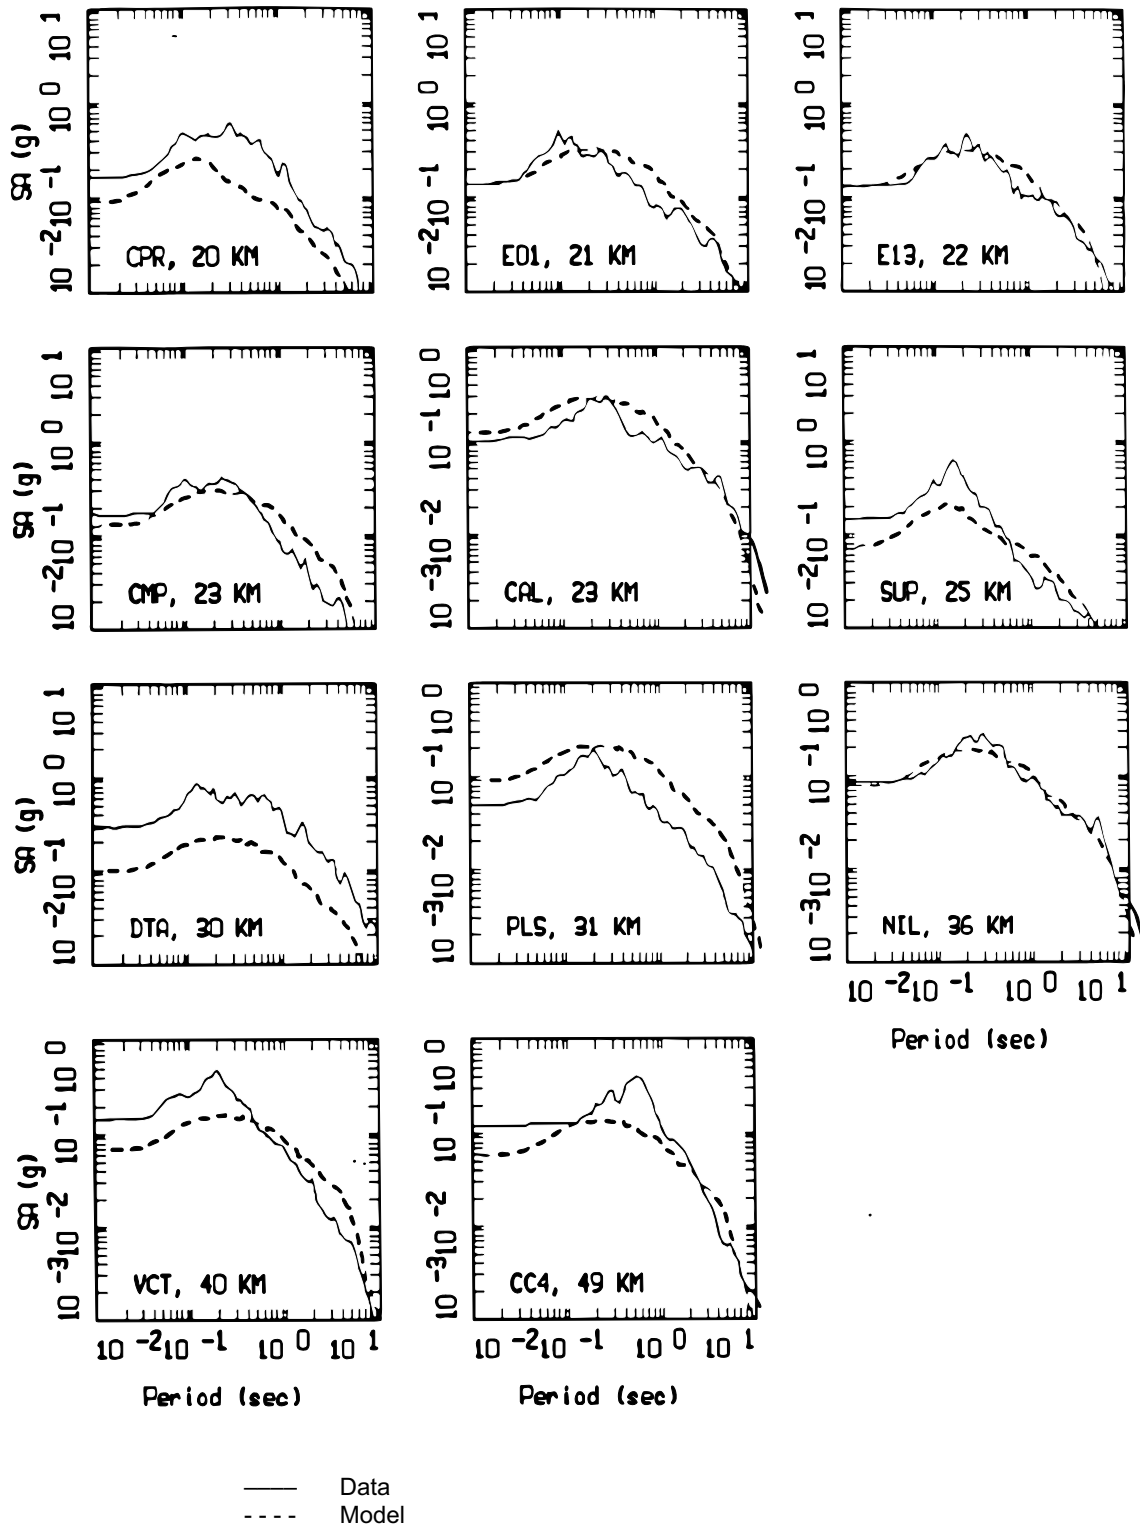 SA (g)
10 -2 10 -1 10 0 10 1
CPR, 20 KM
10 -2 10 -1 10 0 10 1
E01, 21 KM
10 -2 10 -1 10 0 10 1
E13, 22 KM
SA (g)
10 -2 10 -1 10 0 10 1
CMP, 23 KM
10 -3 10 -2 10 -1 10 0
CAL, 23 KM
10 -2 10 -1 10 0 10 1
SUP, 25 KM
SA (g)
10 -2 10 -1 10 0 10 1
DTA, 30 KM
10 -3 10 -2 10 -1 10 0
PLS, 31 KM
10 -3 10 -2 10 -1 10 0
NIL, 36 KM
10 -2 10 -1 10 0 10 1
Period (sec)
SA (g)
10 -3 10 -2 10 -1 10 0
VCT, 40 KM
10 -3 10 -2 10 -1 10 0
CC4, 49 KM
10 -2 10 -1 10 0 10 1
10 -2 10 -1 10 0 10 1
Period (sec)
Period (sec)
Data
Model